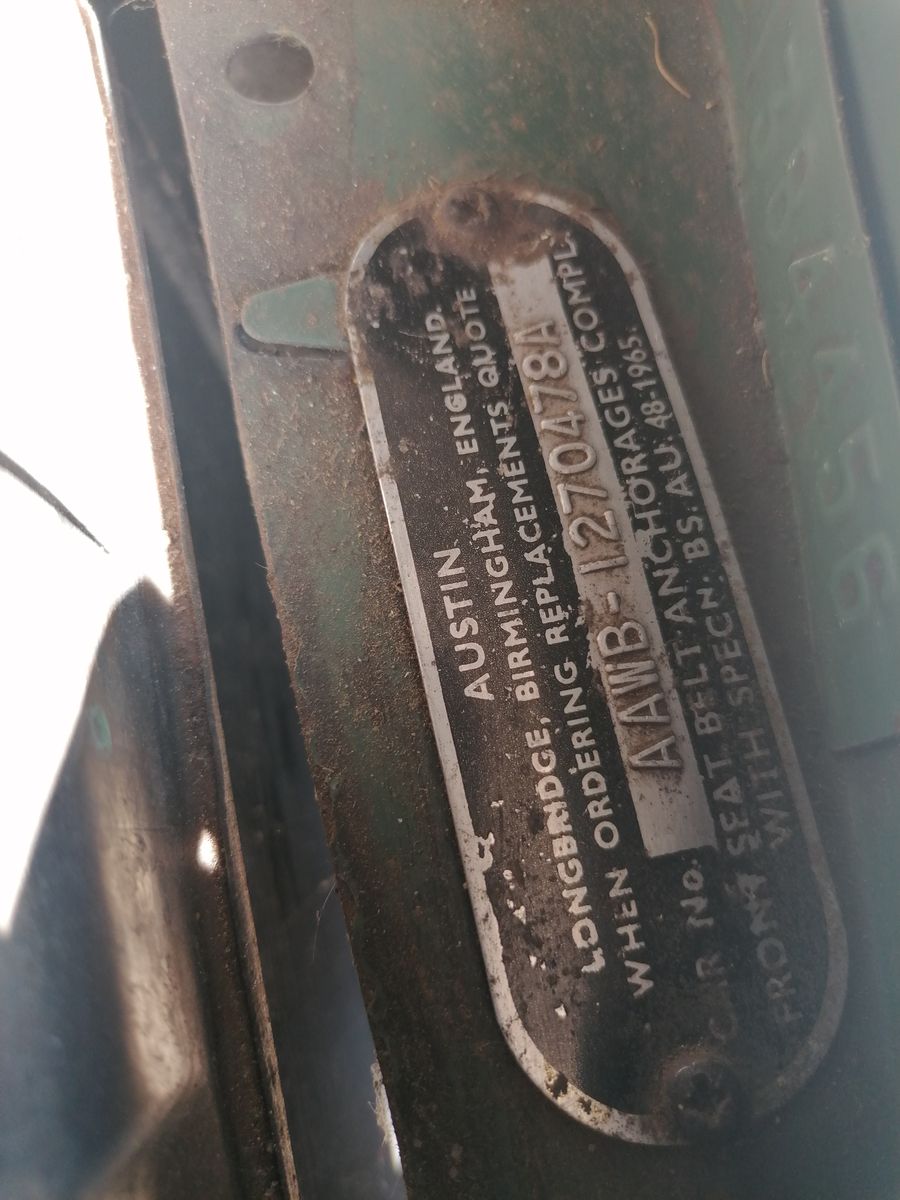 AUSTIN
LONGBRIDGE, BIRMINGHAM, ENGLAND.
WHEN ORDERING REPLACEMENTS QUOTE
CAR No. AAWB-1270478A
FRONT SEAT BELT ANCHORAGES COMPL.
WITH SPECN: BS. AU. 48-1965.